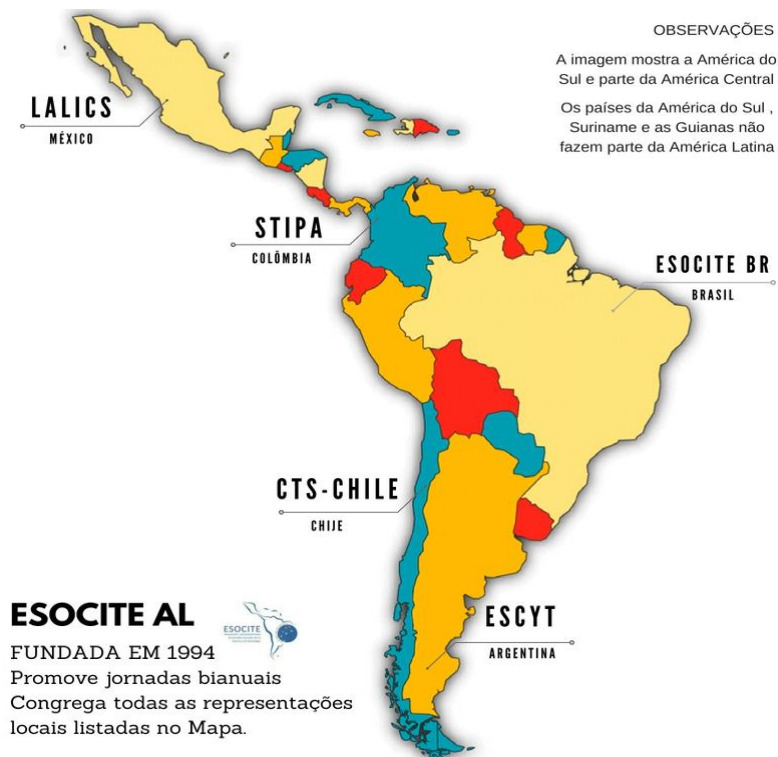 OBSERVAÇÕES
A imagem mostra a América do
Sul e parte da América Central
Os países da América do Sul ,
Suriname e as Guianas não
fazem parte da América Latina
LALICS
MÉXICO
STIPA
COLÔMBIA
ESOCITE BR
BRASIL
CTS-CHILE
CHIJE
ESCYT
ARGENTINA
ESOCITE AL
ESOCITE
FUNDADA EM 1994
Promove jornadas bianuais
Congrega todas as representações
locais listadas no Mapa.